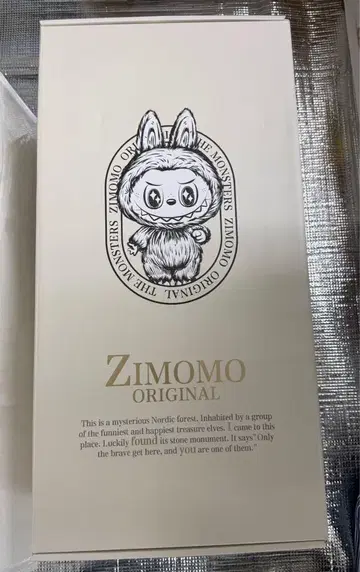 ZIMOMO ORIGINAL THE MONSTERS ZIMOMO ORI THE MONSTERS
ZIMOMO
ORIGINAL
This is a mysterious Nordic forest. Inhabited by a group
of the funniest and happiest treasure elves. I came to this
place. Luckily found its stone monument. It says"Only
the brave get here, and you are one of them."